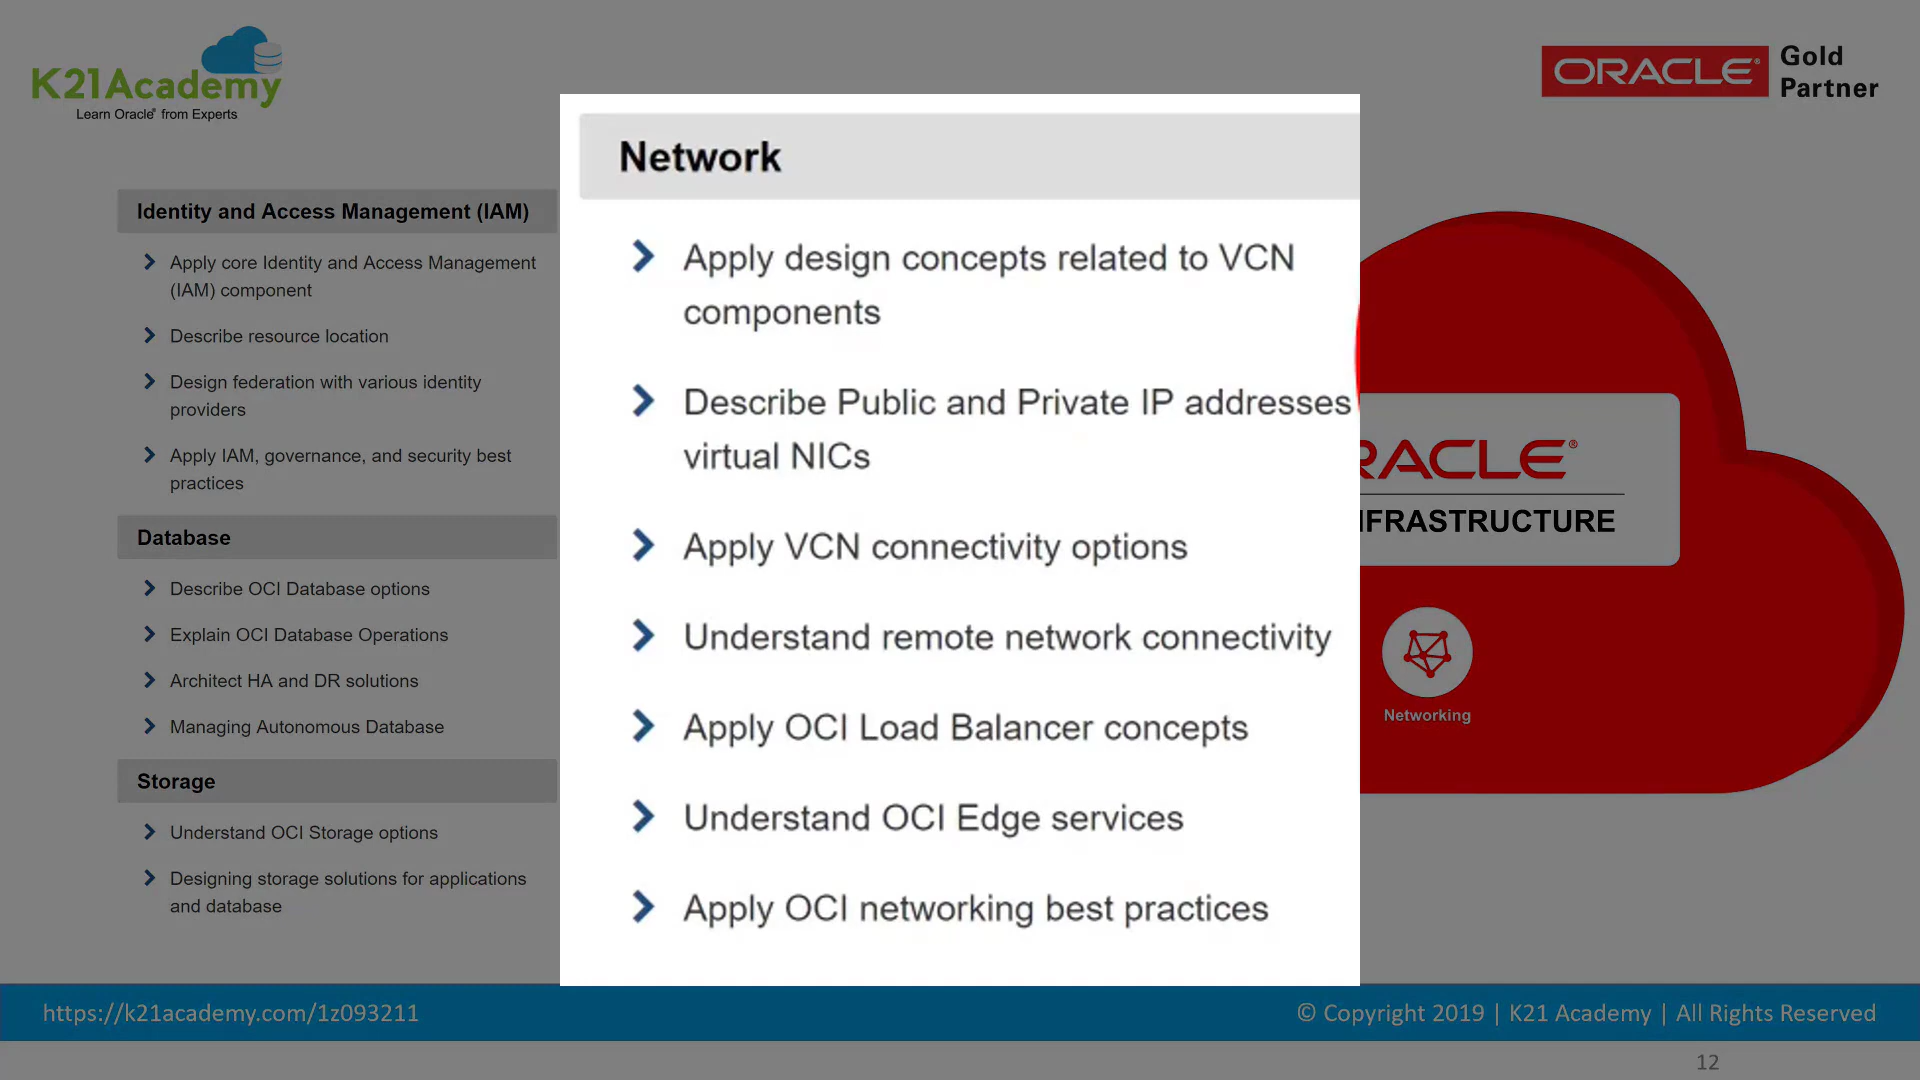 K21Academy
Learn Oracle® from Experts
ORACLE®
Gold
Partner
Identity and Access Management (IAM)
Apply core Identity and Access Management
(IAM) component
Describe resource location
Design federation with various identity
providers
Apply IAM, governance, and security best
practices
Database
Describe OCI Database options
Explain OCI Database Operations
Architect HA and DR solutions
Managing Autonomous Database
Storage
Understand OCI Storage options
Designing storage solutions for applications
and database
Network
Apply design concepts related to VCN
components
Describe Public and Private IP addresses
virtual NICs
Apply VCN connectivity options
Understand remote network connectivity
Apply OCI Load Balancer concepts
Understand OCI Edge services
Apply OCI networking best practices
RACLE®
NFRASTRUCTURE
Networking
https://k21academy.com/1z093211
© Copyright 2019 | K21 Academy | All Rights Reserved
12